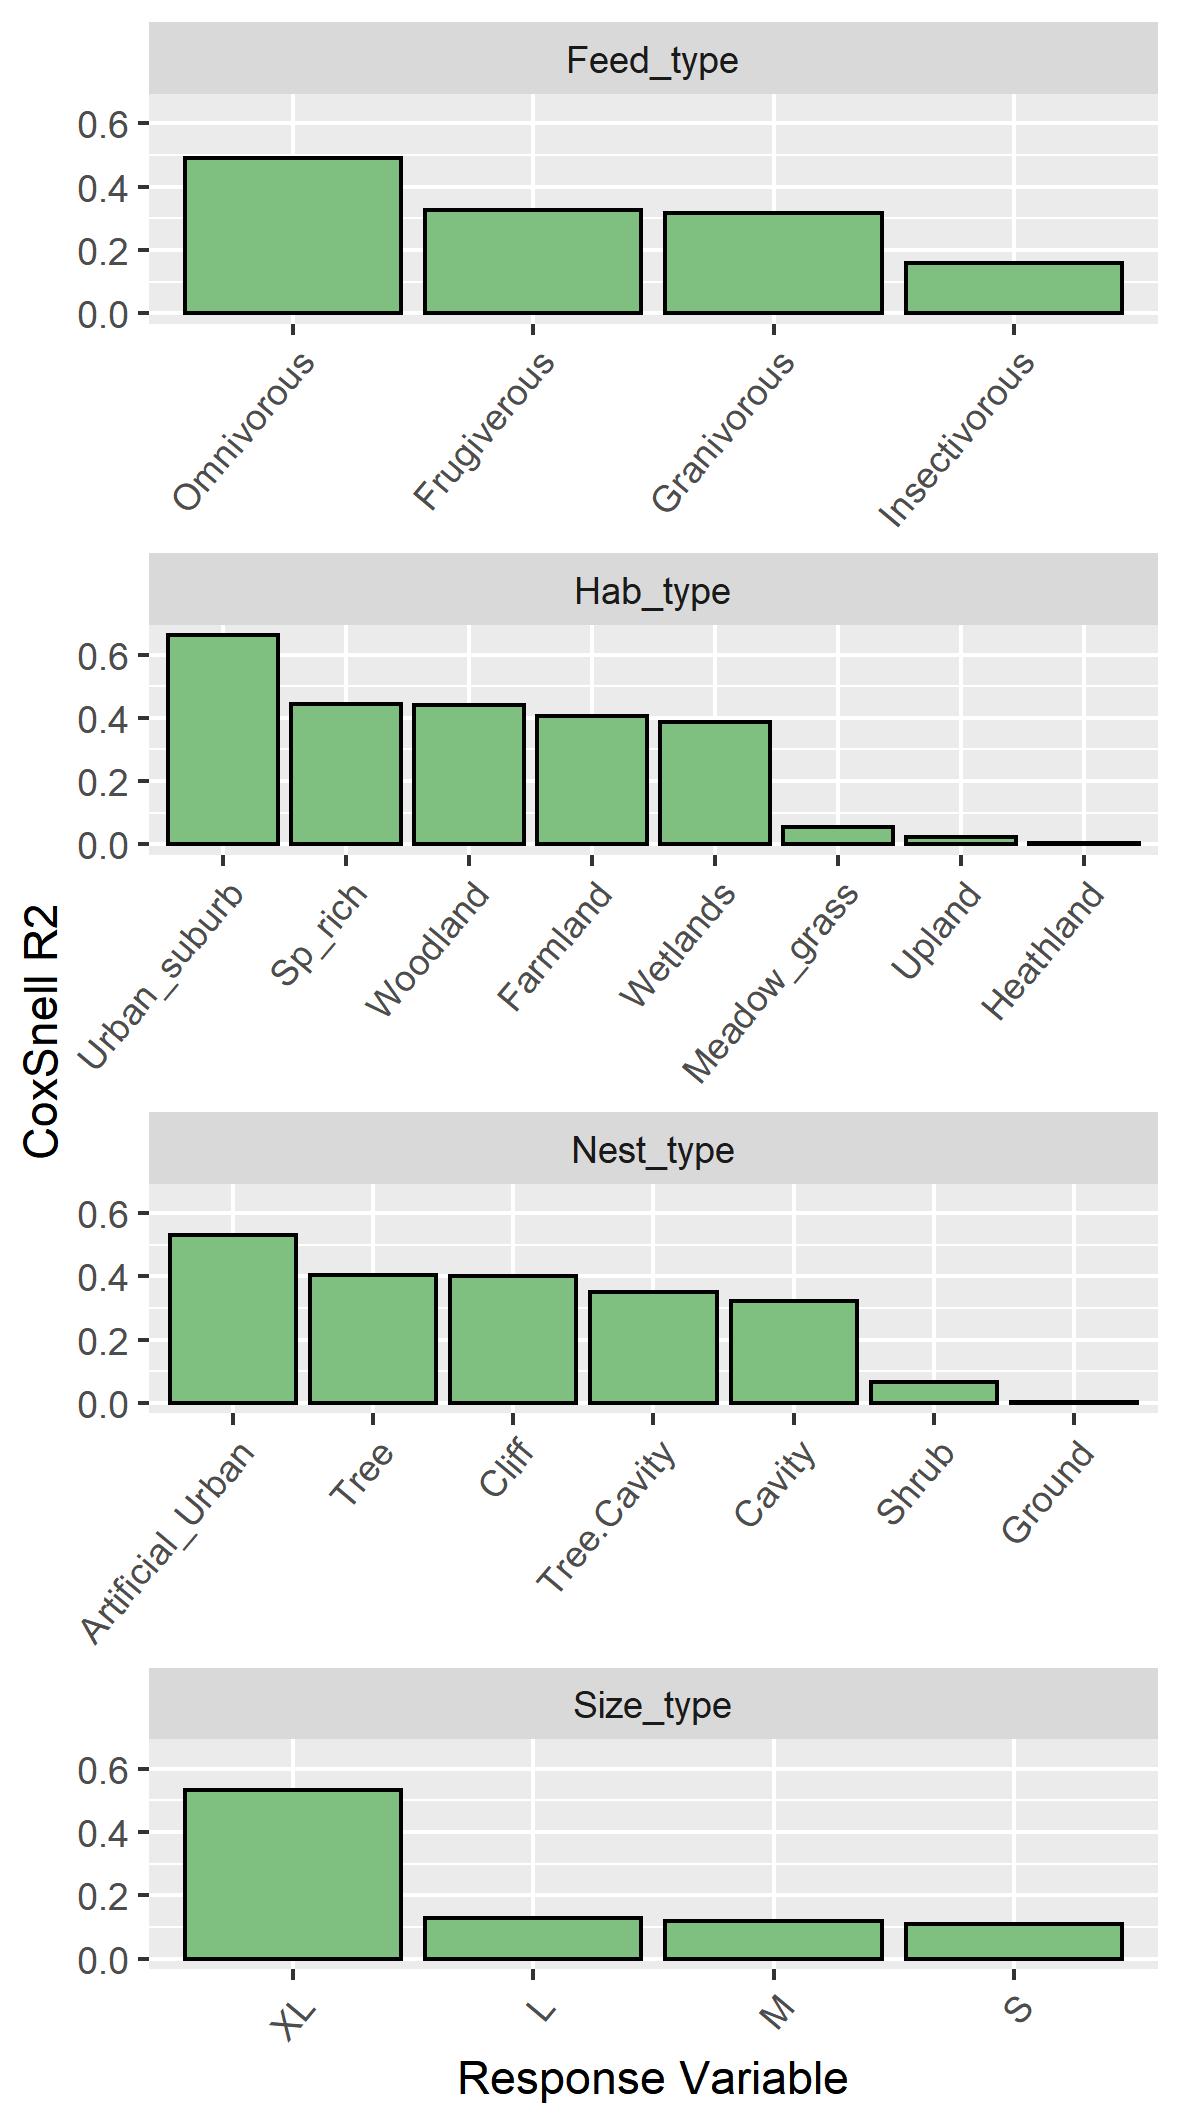 Feed_type
0.6
0.4
0.2
0.0
Omnivorous
Frugiverous
Granivorous
Insectivorous
Hab_type
0.6
0.4
0.2
0.0
Urban_suburb
Sp_rich
Woodland
Farmland
Wetlands
Meadow_grass
Upland
Heathland
CoxSnell R2
Nest_type
0.6
0.4
0.2
0.0
Artificial_Urban
Tree
Cliff
Tree.Cavity
Cavity
Shrub
Ground
Size_type
0.6
0.4
0.2
0.0
XL
L
M
S
Response Variable